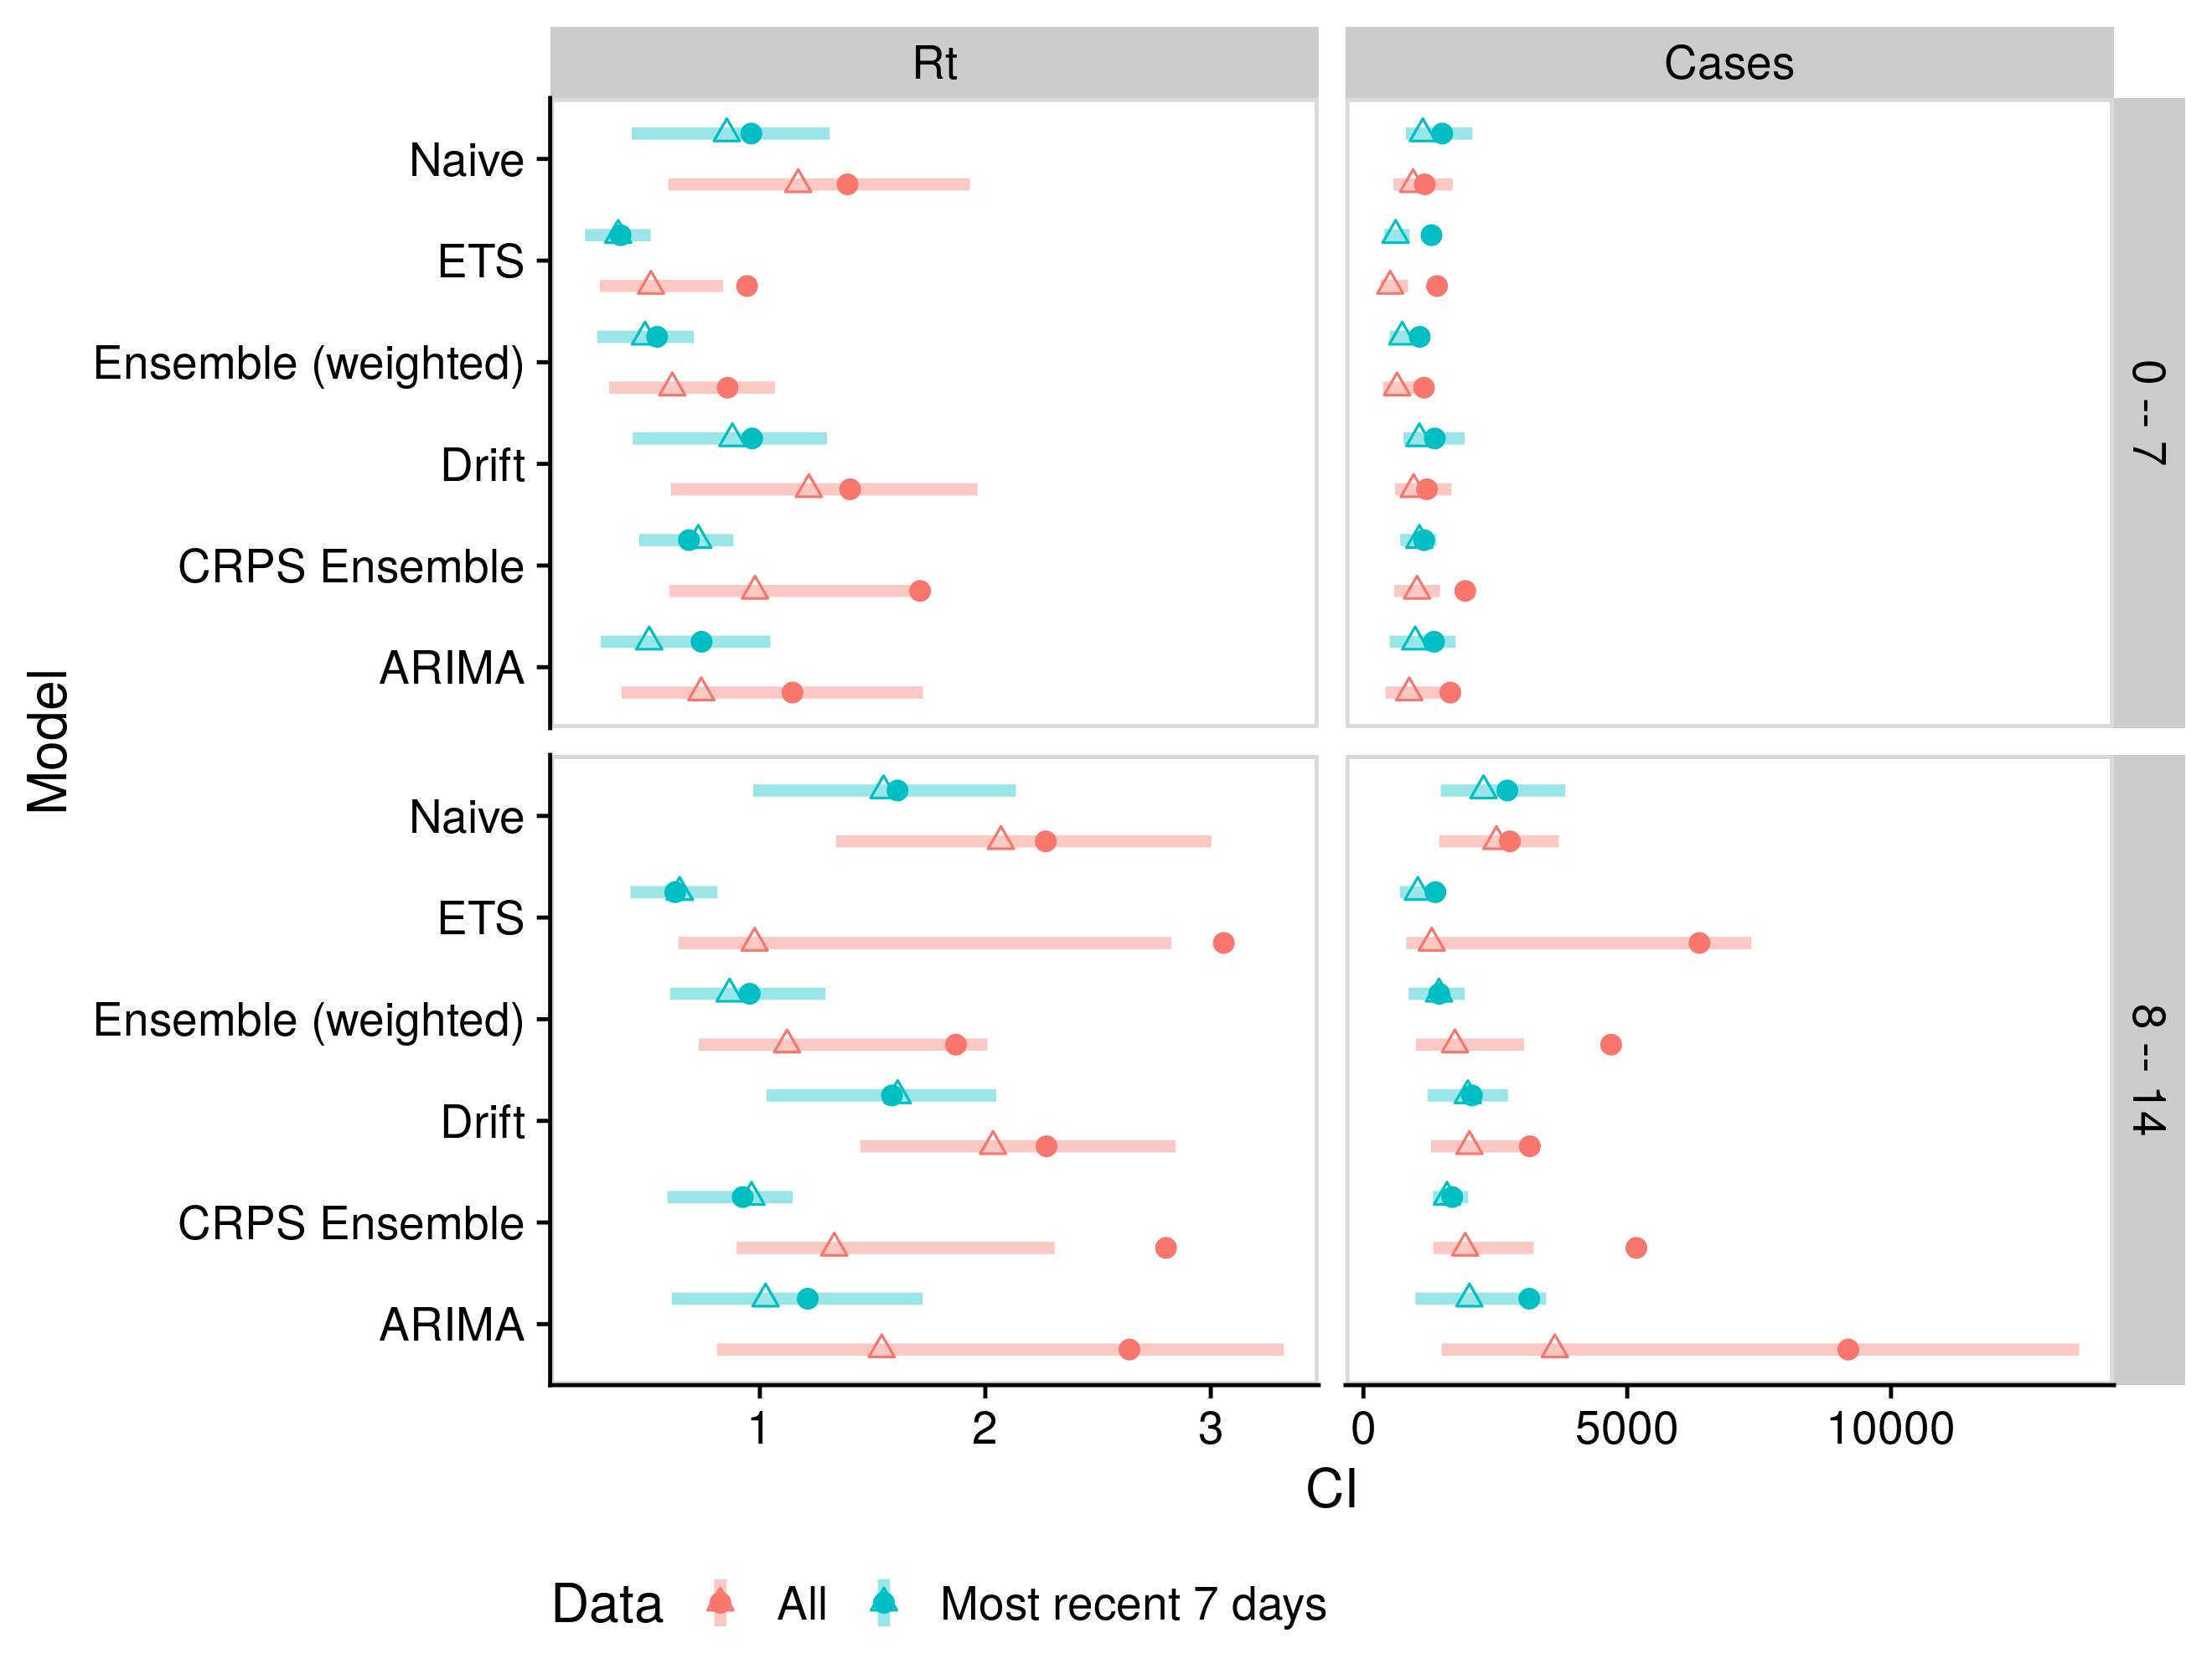 Rt
Cases
Naive
ETS
Ensemble (weighted)
Drift
CRPS Ensemble
ARIMA
0 -- 7
Model
Naive
ETS
Ensemble (weighted)
Drift
CRPS Ensemble
ARIMA
8 -- 14
1 2 3
0 5000 10000
CI
Data All Most recent 7 days